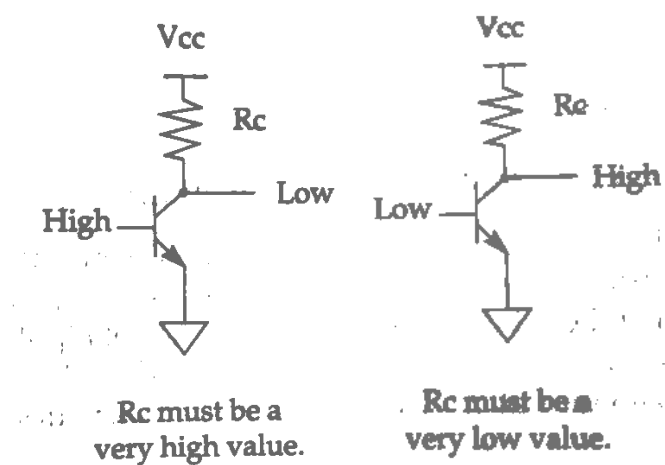 Vcc
Rc
High
Low
Rc must be a
very high value.
Vcc
Rc
Low
High
Rc must be a
very low value.